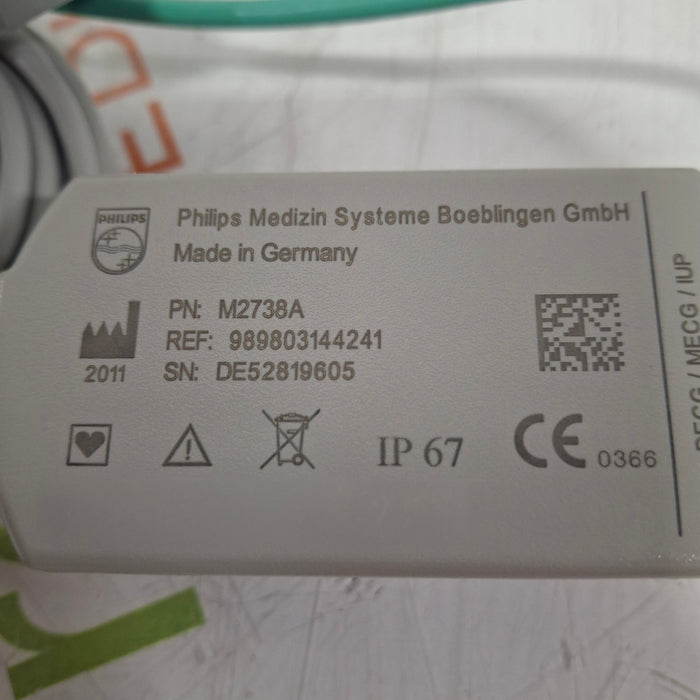 PHILIPS
Philips Medizin Systeme Boeblingen GmbH
Made in Germany
PN: M2738A
REF: 989803144241
2011
SN: DE52819605
IP 67
CE 0366
MECG / IUP